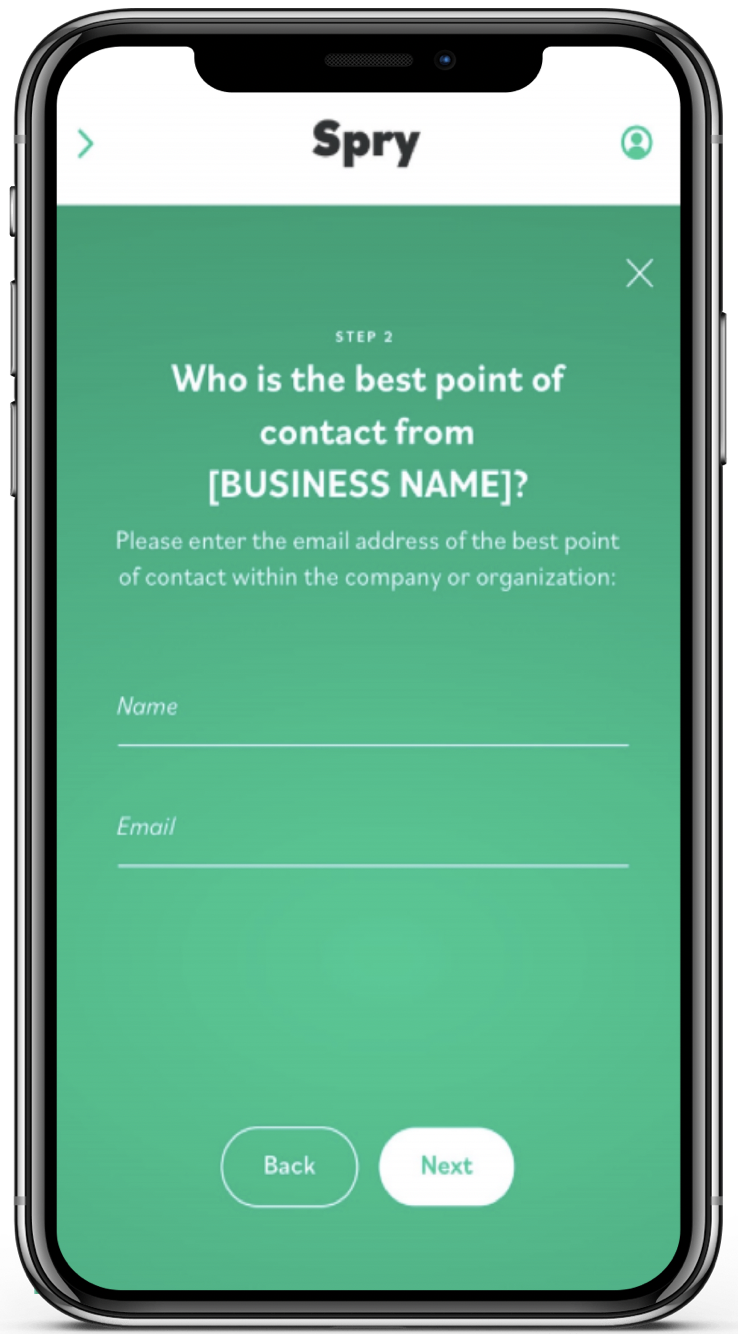 Spry
STEP 2
Who is the best point of
contact from
[BUSINESS NAME]?
Please enter the email address of the best point
of contact within the company or organization:
Name
Email
Back
Next